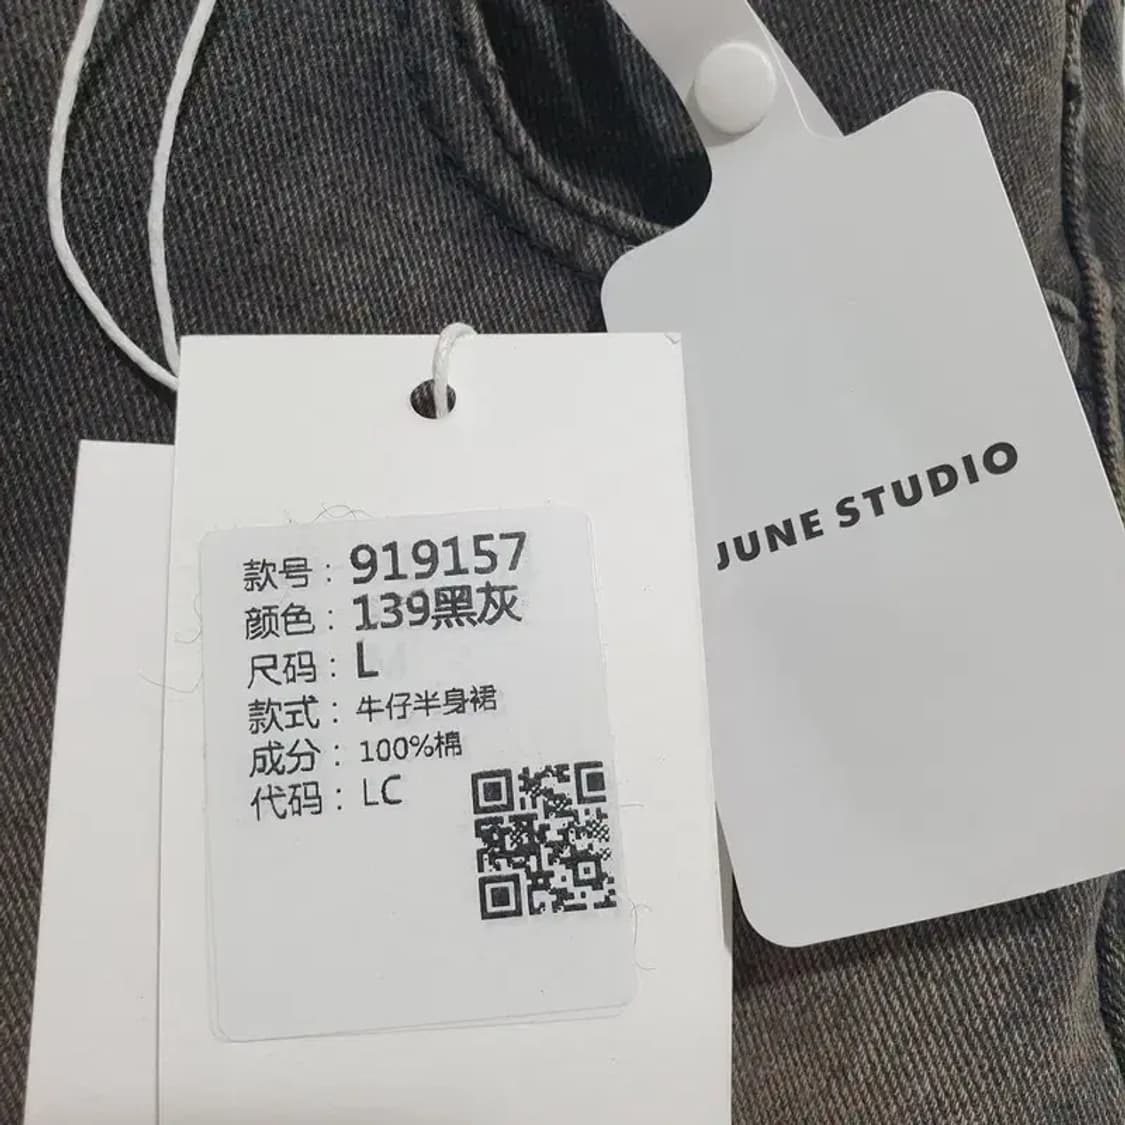 款号：919157
颜色：139黑灰
尺码：L
款式：牛仔半身裙
成分：100%棉
代码：LC
JUNE STUDIO